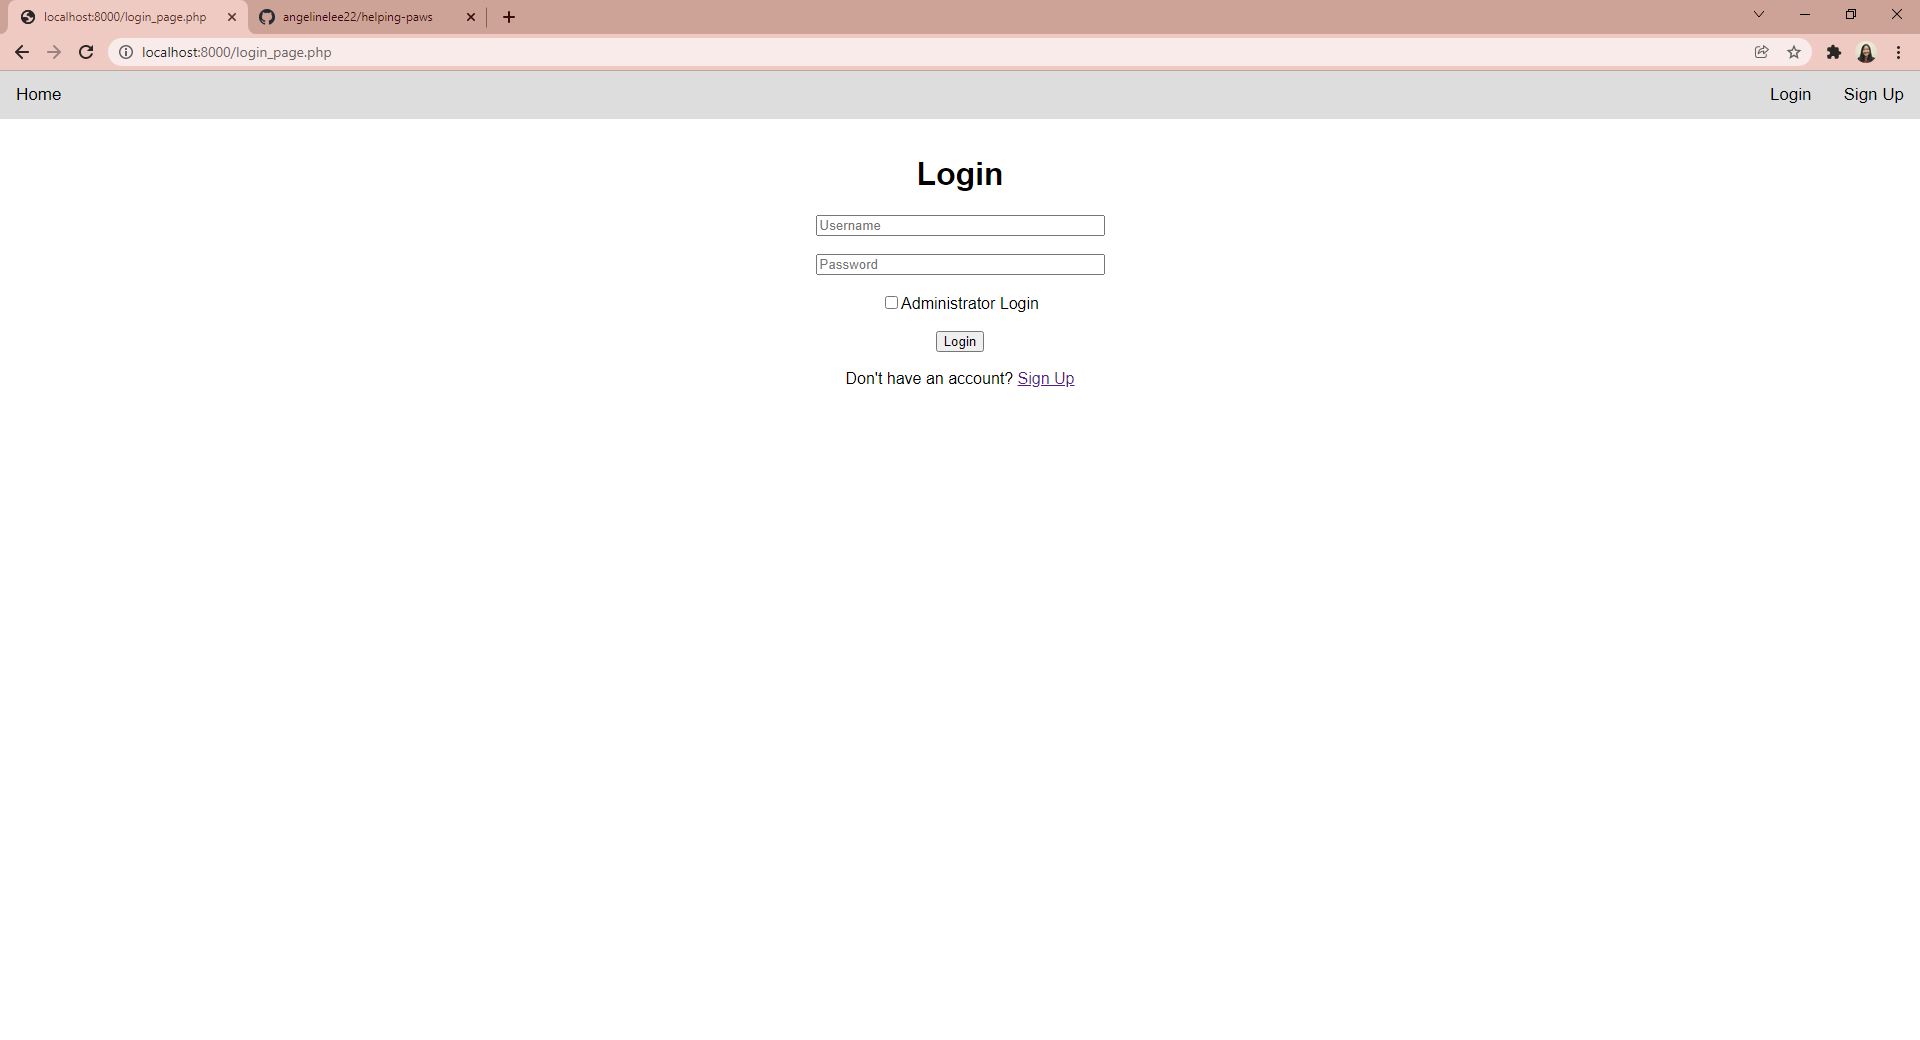 localhost:8000/login_page.php
angelinelee22/helping-paws
localhost:8000/login_page.php
Home
Login
Sign Up
Login
Username
Password
Administrator Login
Login
Don't have an account? Sign Up